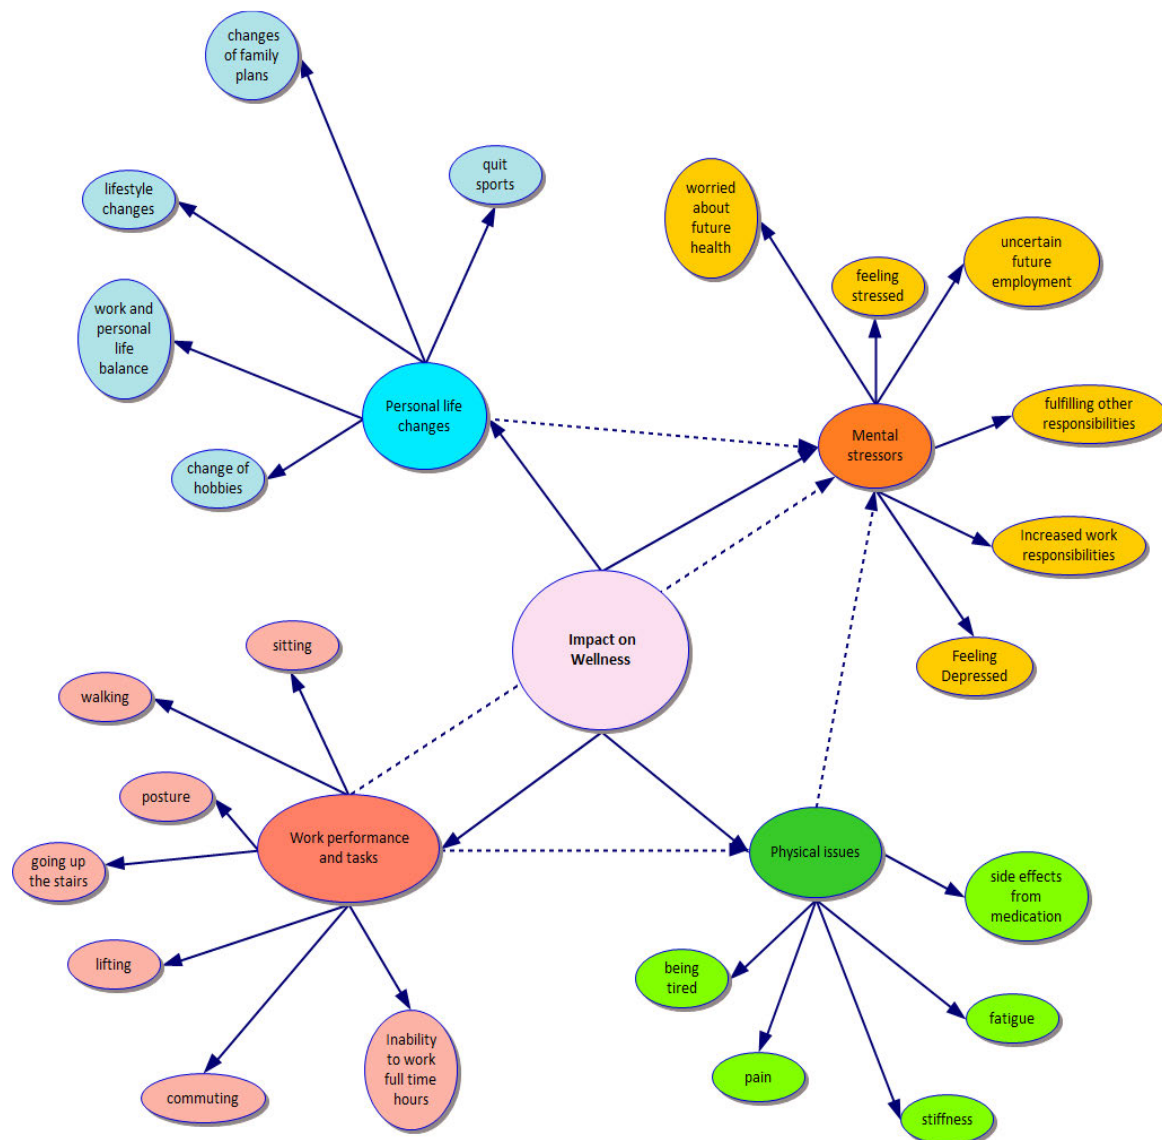 changes
of family
plans
quit
sports
lifestyle
changes
work and
personal
life
balance
Personal life
changes
change of
hobbies
worried
about
future
health
feeling
stressed
uncertain
future
employment
fulfilling other
responsibilities
Mental
stressors
Increased work
responsibilities
Feeling
Depressed
Impact on
Wellness
sitting
walking
posture
going up
the stairs
Work performance
and tasks
lifting
commuting
Inability
to work
full time
hours
Physical issues
side effects
from
medication
being
tired
fatigue
pain
stiffness